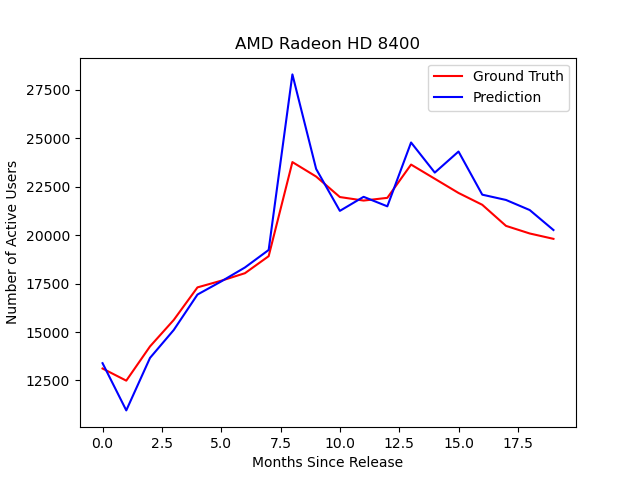 AMD Radeon HD 8400
Ground Truth
Prediction
Number of Active Users
27500
25000
22500
20000
17500
15000
12500
0.0 2.5 5.0 7.5 10.0 12.5 15.0 17.5
Months Since Release